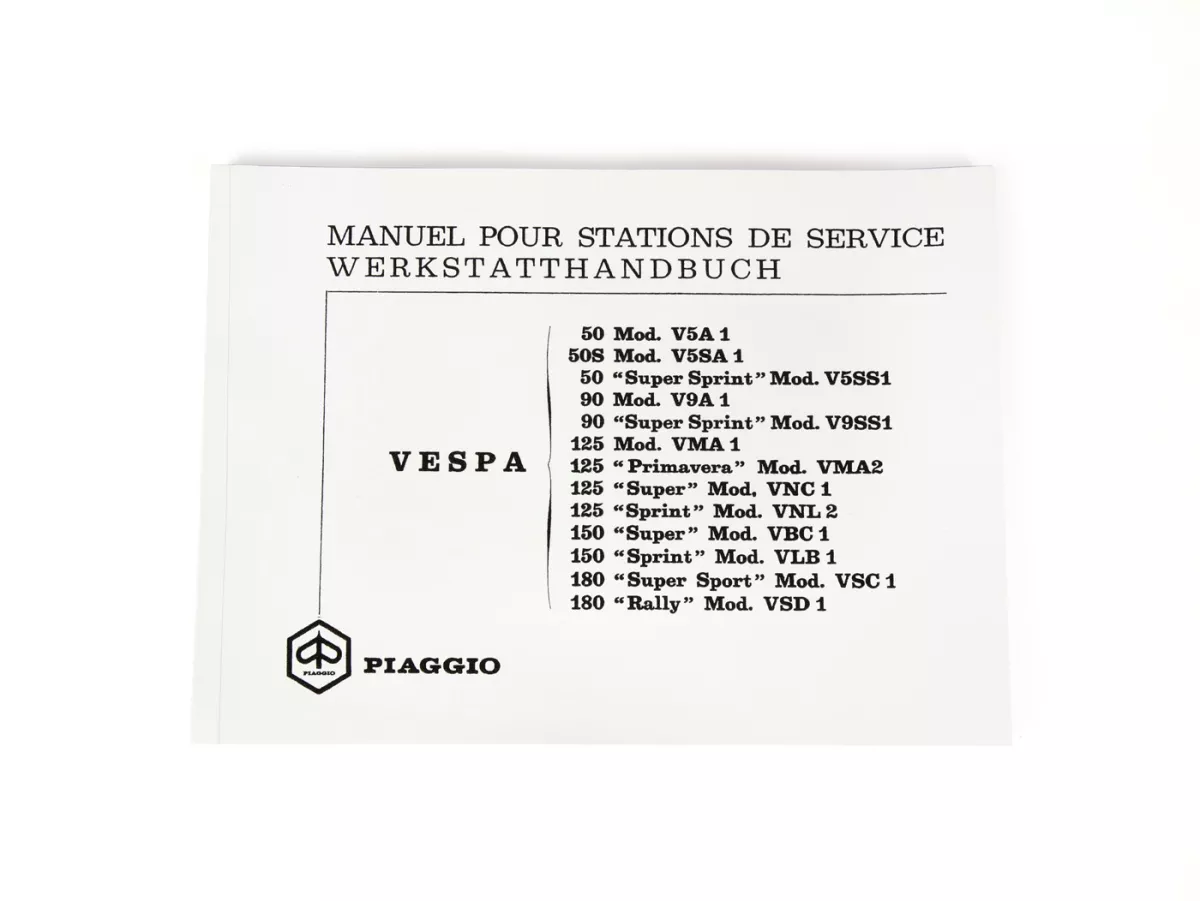 MANUEL POUR STATIONS DE SERVICE
WERKSTATTHANDBUCH
VESPA
50 Mod. V5A 1
50S Mod. V5SA 1
50 “Super Sprint” Mod. V5SS1
90 Mod. V9A 1
90 “Super Sprint” Mod. V9SS1
125 Mod. VMA 1
125 “Primavera” Mod. VMA2
125 “Super” Mod. VNC 1
125 “Sprint” Mod. VNL 2
150 “Super” Mod. VBC 1
150 “Sprint” Mod. VLB 1
180 “Super Sport” Mod. VSC 1
180 “Rally” Mod. VSD 1
PIAGGIO
PIAGGIO